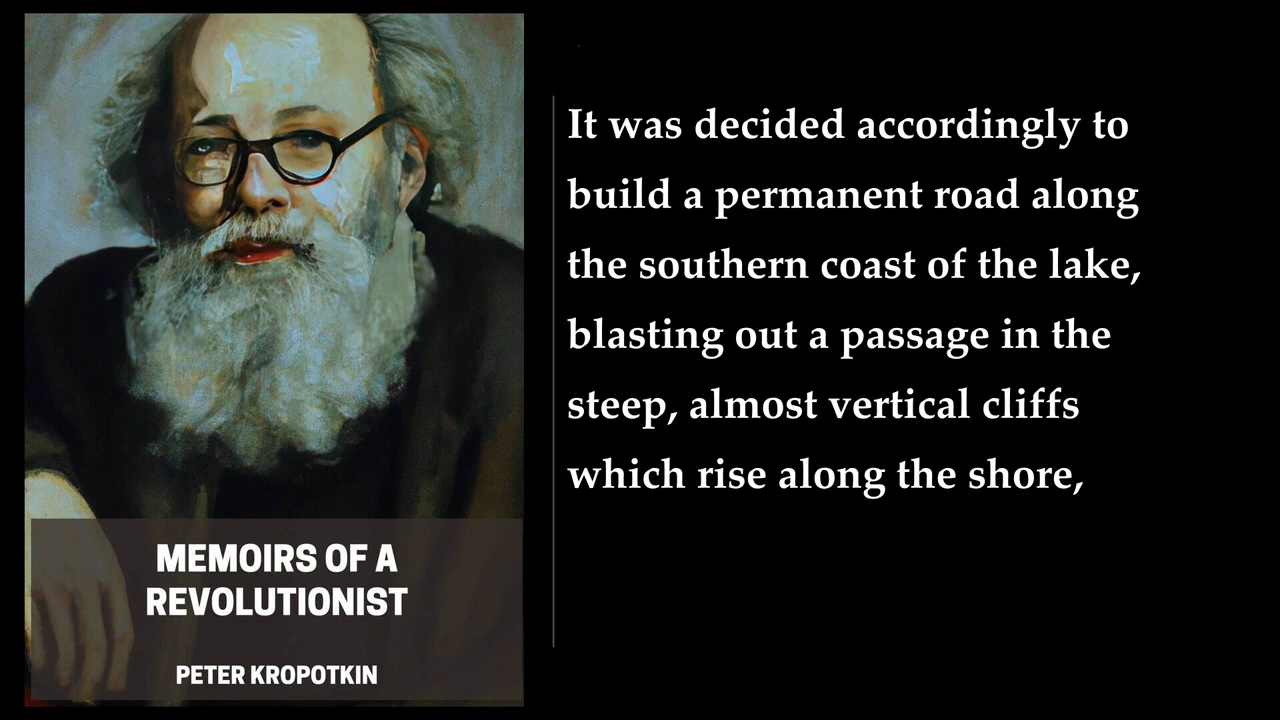 MEMOIRS OF A
REVOLUTIONIST
PETER KROPOTKIN
It was decided accordingly to
build a permanent road along
the southern coast of the lake,
blasting out a passage in the
steep, almost vertical cliffs
which rise along the shore,